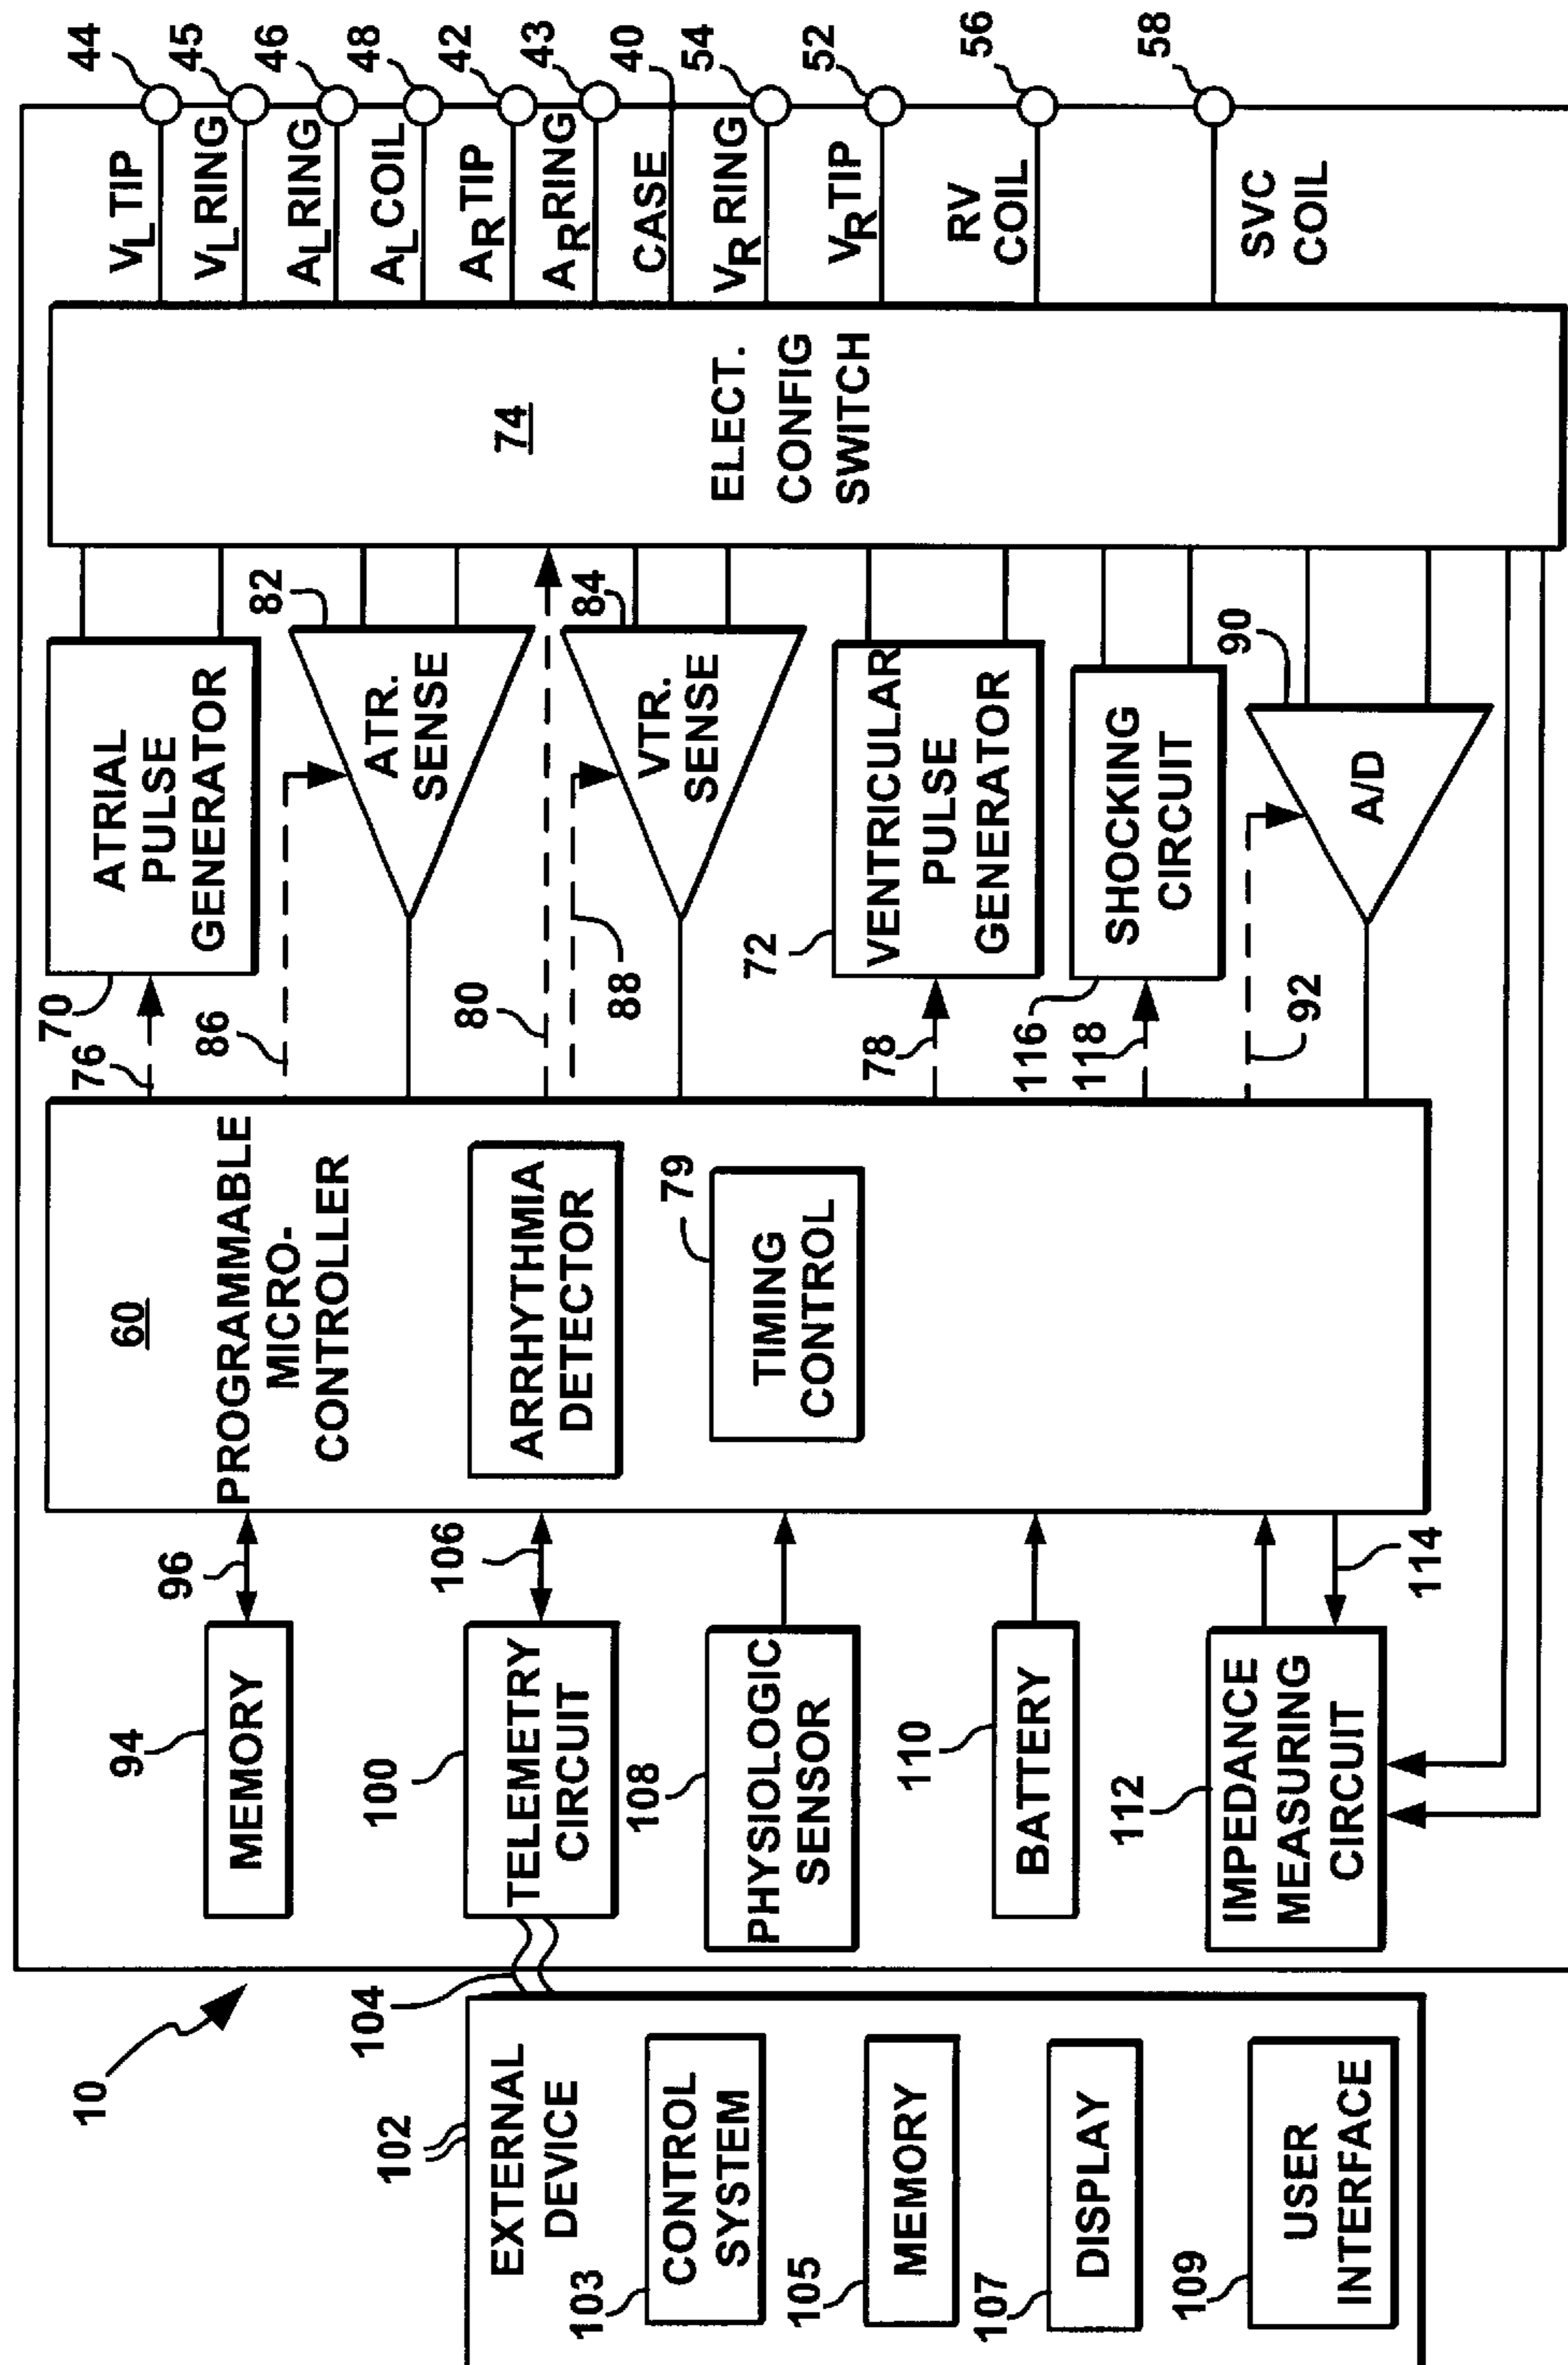 10
102
EXTERNAL
DEVICE
103
CONTROL
SYSTEM
105
MEMORY
107
DISPLAY
109
USER
INTERFACE
104
94
MEMORY
96
100
TELEMETRY
CIRCUIT
106
108
PHYSIOLOGIC
SENSOR
110
BATTERY
112
IMPEDANCE
MEASURING
CIRCUIT
114
60
PROGRAMMABLE
MICRO-
CONTROLLER
ARRHYTHMIA
DETECTOR
79
TIMING
CONTROL
70
76
ATRIAL
PULSE
GENERATOR
86
82
ATR.
SENSE
80
88
84
VTR.
SENSE
72
78
VENTRICULAR
PULSE
GENERATOR
116
118
SHOCKING
CIRCUIT
92
90
A/D
74
ELECT.
CONFIG
SWITCH
VL TIP 44
VL RING 45
AL RING 46
AL COIL 48
AR TIP 42
AR RING 43
CASE 40
VR RING 54
VR TIP 52
RV
COIL 56
SVC
COIL 58